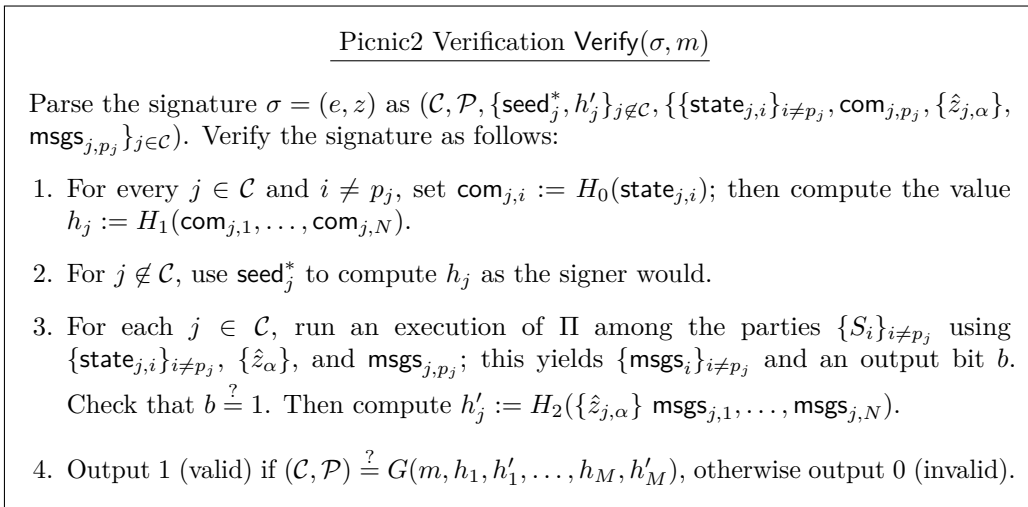 Picnic2 Verification Verify(σ, m)
Parse the signature σ = (e, z) as (𝒞, 𝒫, {seed*_j, h′_j}_{j∉𝒞}, {{state_{j,i}}_{i≠p_j}, com_{j,p_j}, {ẑ_{j,α}},
msgs_{j,p_j}}_{j∈𝒞}). Verify the signature as follows:
1. For every j ∈ 𝒞 and i ≠ p_j, set com_{j,i} := H_0(state_{j,i}); then compute the value
h_j := H_1(com_{j,1}, . . . , com_{j,N}).
2. For j ∉ 𝒞, use seed*_j to compute h_j as the signer would.
3. For each j ∈ 𝒞, run an execution of Π among the parties {S_i}_{i≠p_j} using
{state_{j,i}}_{i≠p_j}, {ẑ_α}, and msgs_{j,p_j}; this yields {msgs_i}_{i≠p_j} and an output bit b.
Check that b ≟ 1. Then compute h′_j := H_2({ẑ_{j,α}} msgs_{j,1}, . . . , msgs_{j,N}).
4. Output 1 (valid) if (𝒞, 𝒫) ≟ G(m, h_1, h′_1, . . . , h_M, h′_M), otherwise output 0 (invalid).